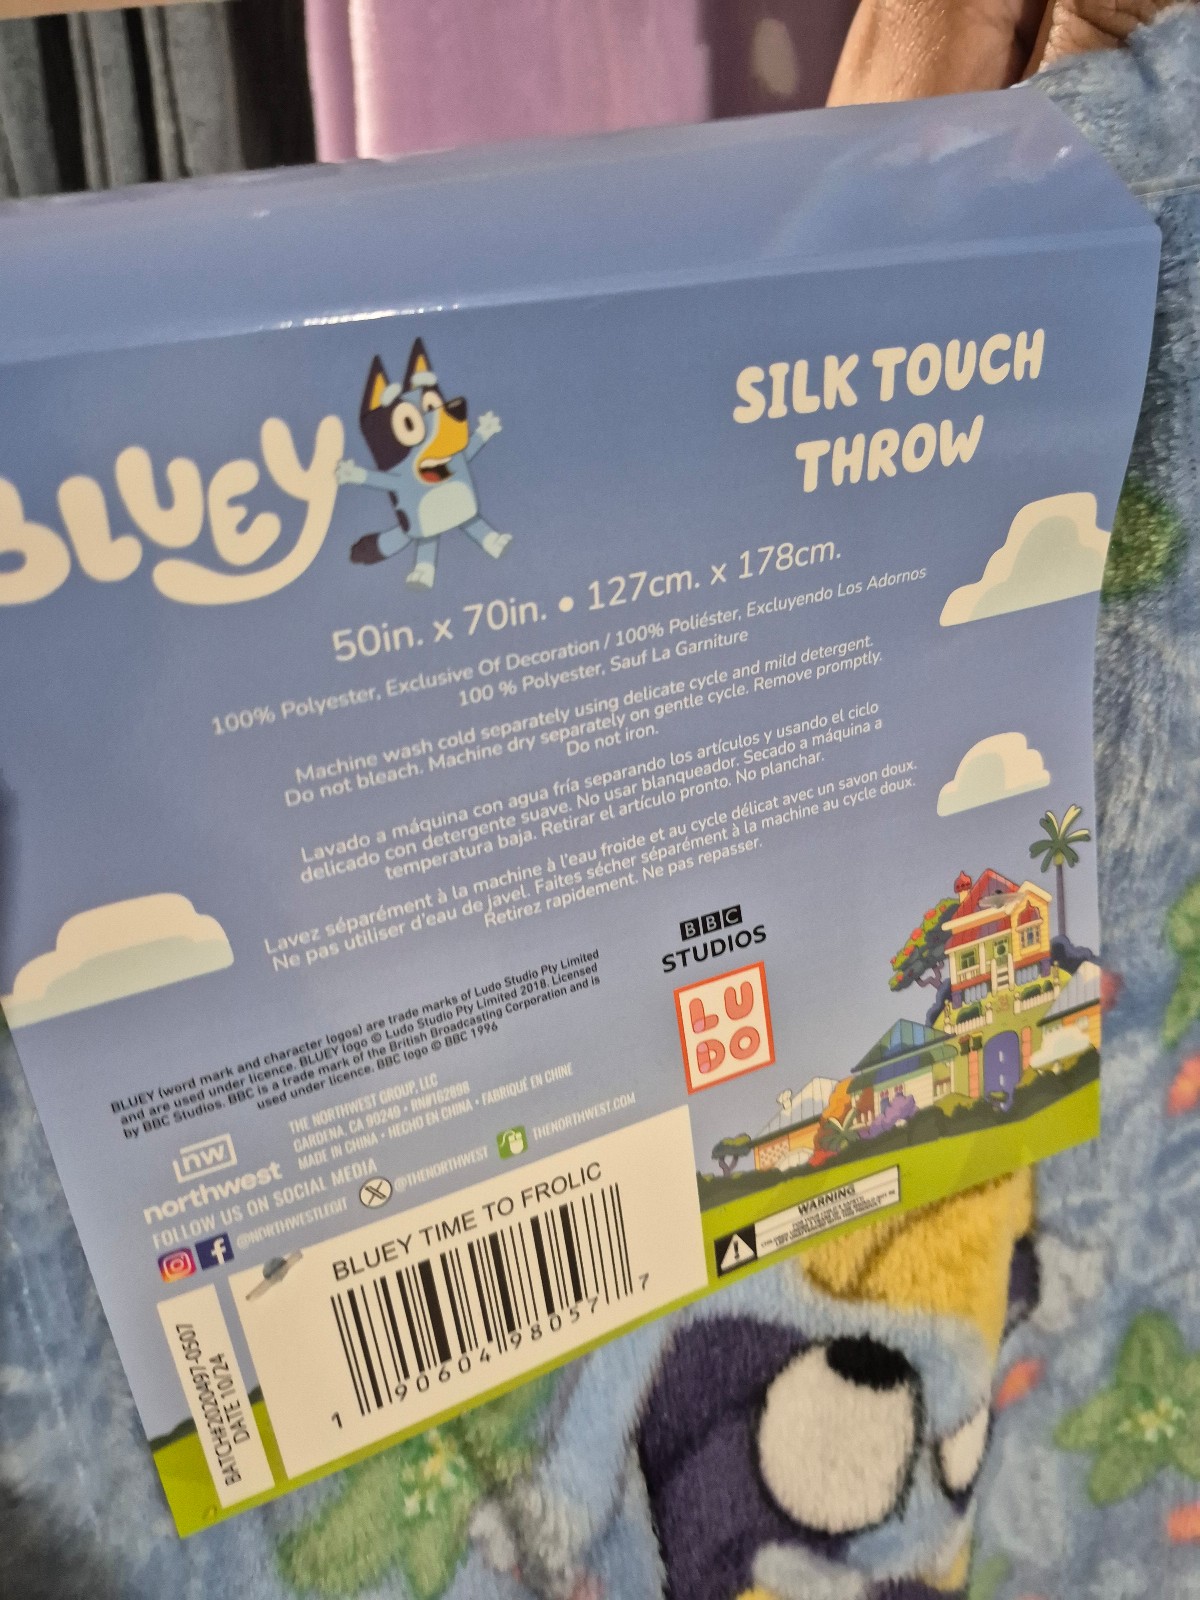 BLUEY
SILK TOUCH
THROW
50in. x 70in. • 127cm. x 178cm.
100% Polyester, Exclusive Of Decoration / 100% Poliéster, Excluyendo Los Adornos
100 % Polyester, Sauf La Garniture
Machine wash cold separately using delicate cycle and mild detergent.
Do not bleach. Machine dry separately on gentle cycle. Remove promptly.
Do not iron.
Lavado a máquina con agua fría separando los artículos y usando el ciclo
delicado con detergente suave. No usar blanqueador. Secado a máquina a
temperatura baja. Retirar el artículo pronto. No planchar.
Lavez séparément à la machine à l'eau froide et au cycle délicat avec un savon doux.
Ne pas utiliser d'eau de javel. Faites sécher séparément à la machine au cycle doux.
Retirez rapidement. Ne pas repasser.
BLUEY (word mark and character logos) are trade marks of Ludo Studio Pty Limited
and are used under licence. BLUEY logo © Ludo Studio Pty Limited 2018. Licensed
by BBC Studios. BBC is a trade mark of the British Broadcasting Corporation and is
used under licence. BBC logo © BBC 1996
BBC
STUDIOS
LU
DO
nw
northwest
THE NORTHWEST GROUP, LLC
GARDENA, CA 90248 • RN#162898
MADE IN CHINA • HECHO EN CHINA • FABRIQUÉ EN CHINE
FOLLOW US ON SOCIAL MEDIA
@NORTHWESTLEGIT
@THENORTHWEST
THENORTHWEST.COM
BLUEY TIME TO FROLIC
1 90604 98057 7
BATCH#2020497-0507
DATE 10/24
WARNING